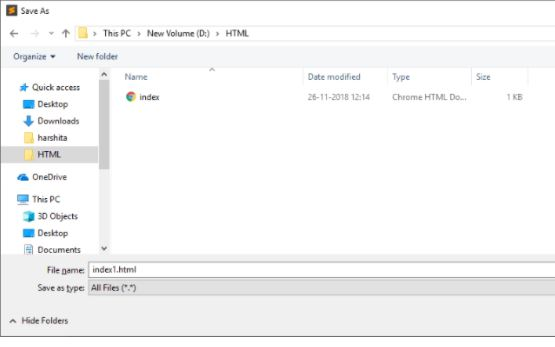 Save As
This PC > New Volume (D:) > HTML
Organize New folder
Name Date modified Type Size
Quick access
Desktop
Downloads
harshita
HTML
OneDrive
This PC
3D Objects
Desktop
Documents
index 26-11-2018 12:14 Chrome HTML Do... 1 KB
File name: index1.html
Save as type: All Files (*.*)
Hide Folders